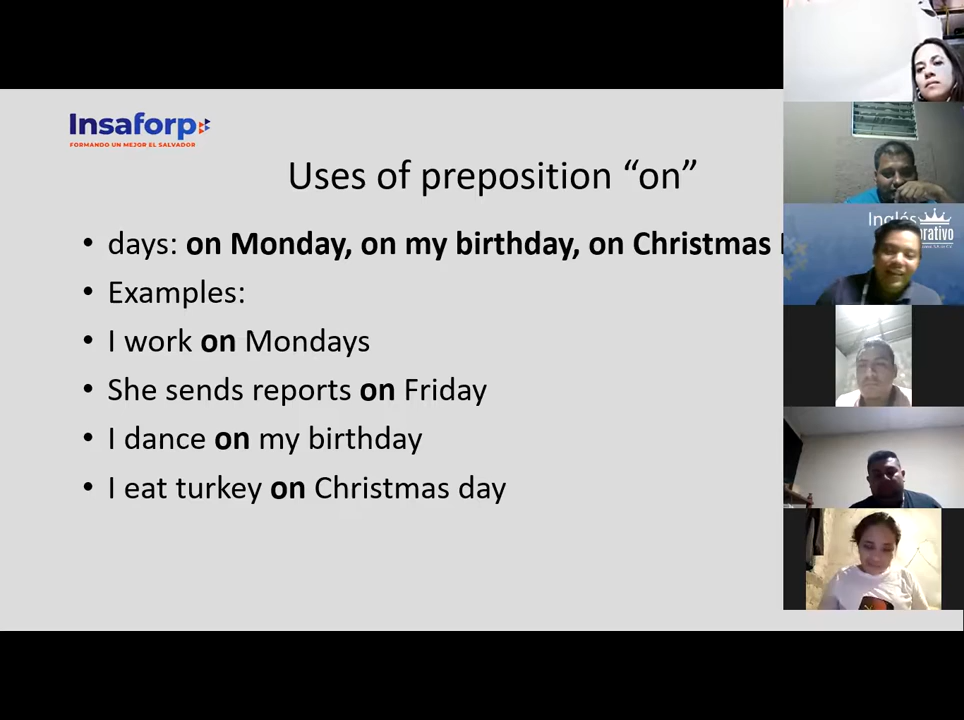 Insaforp
FORMANDO UN MEJOR EL SALVADOR
Uses of preposition “on”
• days: on Monday, on my birthday, on Christmas
• Examples:
• I work on Mondays
• She sends reports on Friday
• I dance on my birthday
• I eat turkey on Christmas day
Inglés
rativo